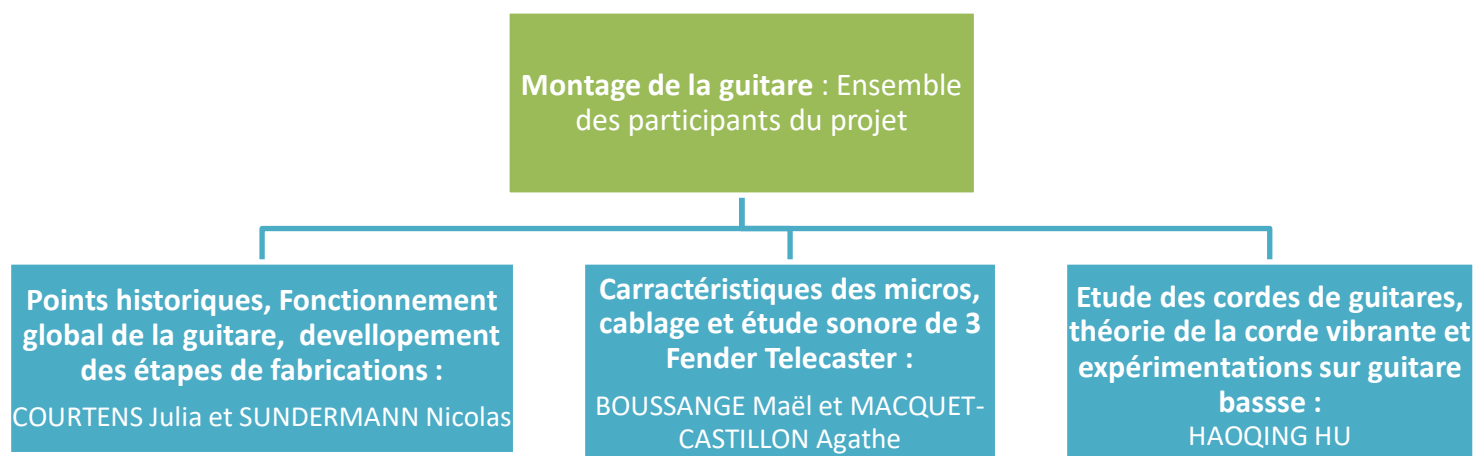 Montage de la guitare : Ensemble
des participants du projet
Points historiques, Fonctionnement
global de la guitare, devellopement
des étapes de fabrications :
COURTENS Julia et SUNDERMANN Nicolas
Carractéristiques des micros,
cablage et étude sonore de 3
Fender Telecaster :
BOUSSANGE Maël et MACQUET-
CASTILLON Agathe
Etude des cordes de guitares,
théorie de la corde vibrante et
expérimentations sur guitare
bassse :
HAOQING HU